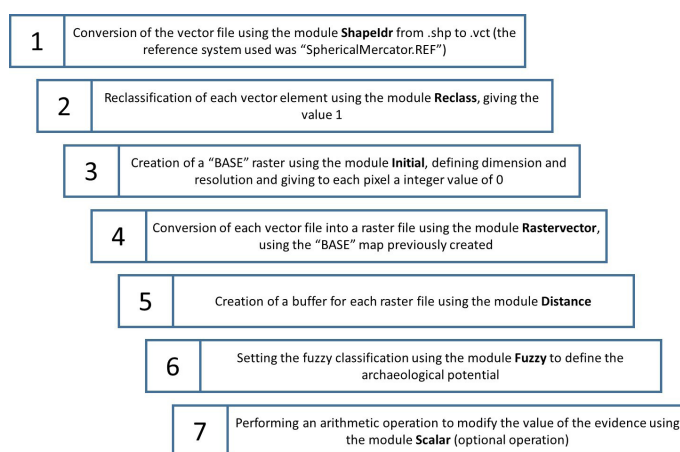 1
Conversion of the vector file using the module ShapeIdr from .shp to .vct (the
reference system used was “SphericalMercator.REF”)
2
Reclassification of each vector element using the module Reclass, giving the
value 1
3
Creation of a “BASE” raster using the module Initial, defining dimension and
resolution and giving to each pixel a integer value of 0
4
Conversion of each vector file into a raster file using the module Rastervector,
using the “BASE” map previously created
5
Creation of a buffer for each raster file using the module Distance
6
Setting the fuzzy classification using the module Fuzzy to define the
archaeological potential
7
Performing an arithmetic operation to modify the value of the evidence using
the module Scalar (optional operation)